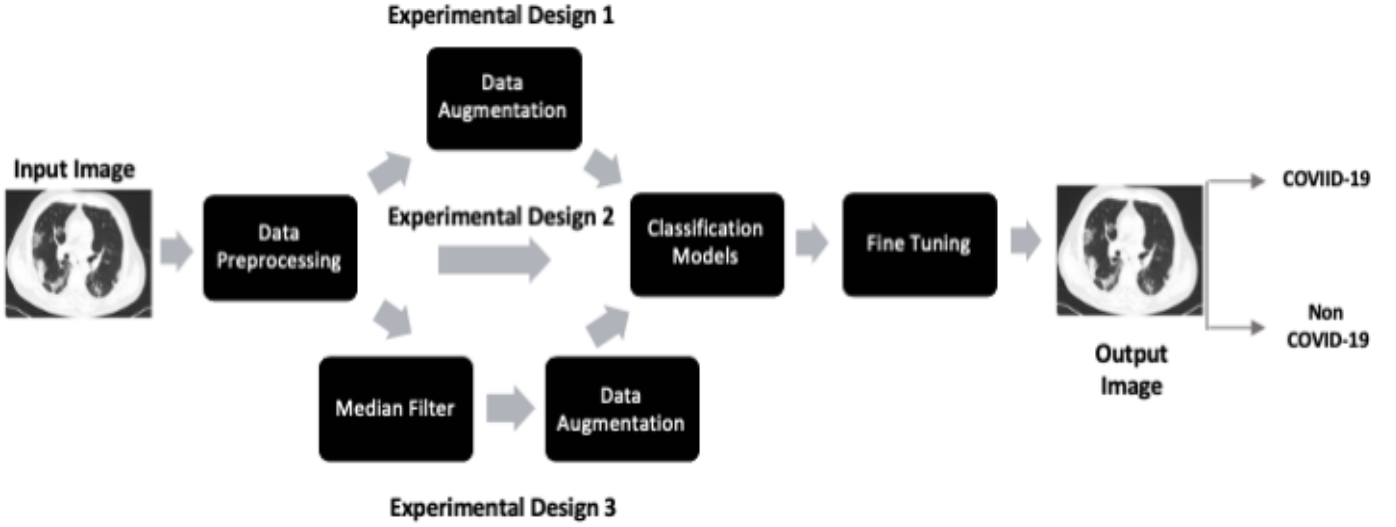 Experimental Design 1
Data
Augmentation
Input Image
Data
Preprocessing
Experimental Design 2
Classification
Models
Fine Tuning
COVIID-19
Non
COVID-19
Output
Image
Median Filter
Data
Augmentation
Experimental Design 3